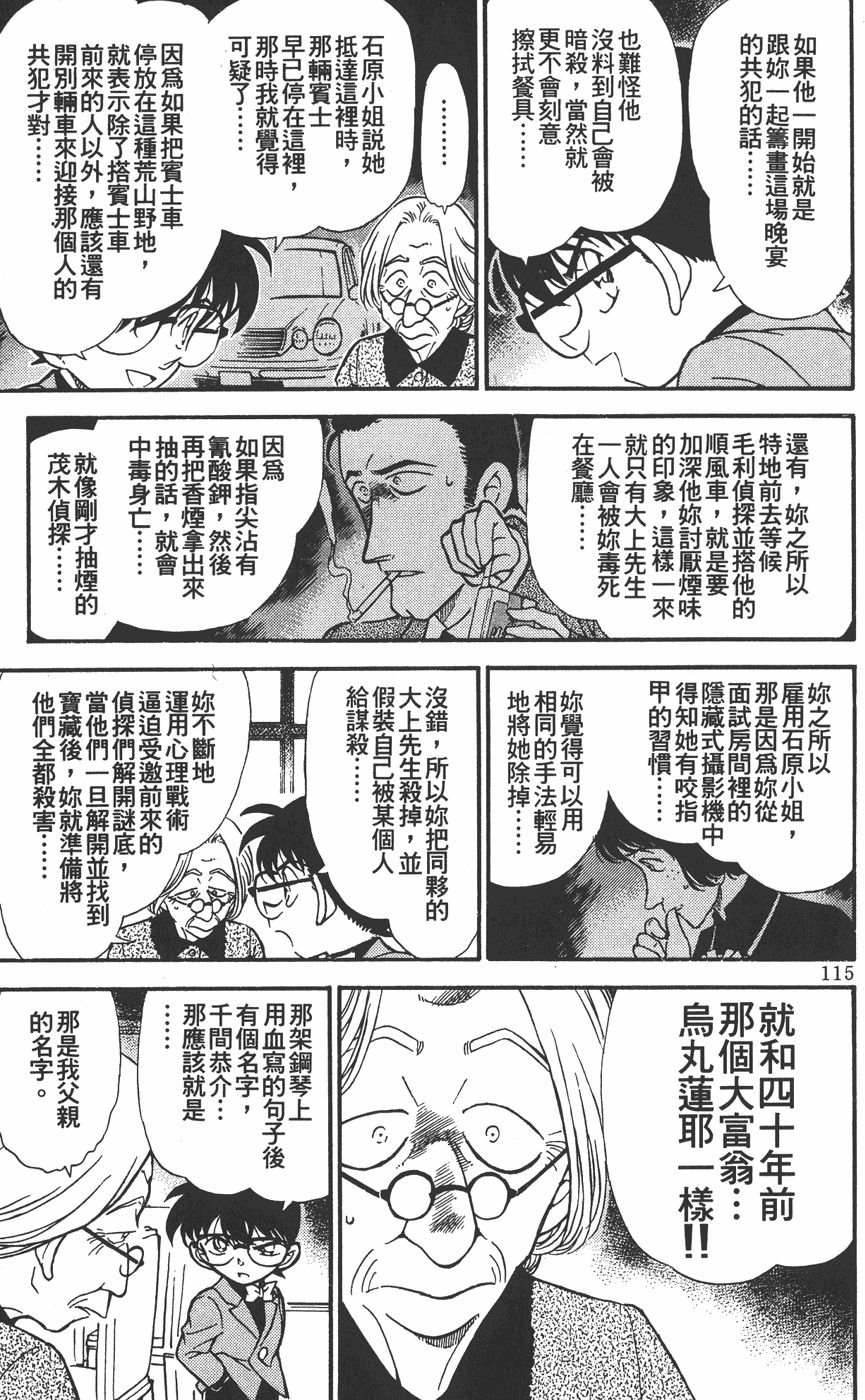 如果他一開始就是
跟妳一起籌畫這場晚宴
的共犯的話……
也難怪他
沒料到自己會被
暗殺，當然就
更不會刻意
擦拭餐具……
………
石原小姐說她
抵達這裡時，
那輛賓士
早已停在這裡，
那時我就覺得
可疑了……
因為如果把賓士車
停放在這種荒山野地，
就表示除了搭賓士車
前來的人以外，應該還有
開別輛車來迎接那個人的
共犯才對……
還有，妳之所以
特地前去等候
毛利偵探並搭他的
順風車，就是要
加深他妳討厭煙味
的印象，這樣一來
就只有大上先生
一人會被妳毒死
在餐廳……
因為
如果指尖沾有
氰酸鉀，然後
再把香煙拿出來
抽的話，就會
中毒身亡……
就像剛才抽煙的
茂木偵探……
妳之所以
雇用石原小姐，
那是因為妳從
面試房間裡的
隱藏式攝影機中
得知她有咬指
甲的習慣……
妳覺得可以用
相同的手法輕易
地將她除掉……
沒錯，所以妳把同夥的
大上先生殺掉，並
假裝自己被某個人
給謀殺……
妳不斷地
運用心理戰術
逼迫受邀前來的
偵探們解開謎底，
當他們一旦解開並找到
寶藏後，妳就準備將
他們全都殺害……
115
就和四十年前
那個大富翁…
烏丸蓮耶一樣!!
那架鋼琴上
用血寫的句子後
有個名字，
千間恭介…
那應該就是
……
那是我父親
的名字。